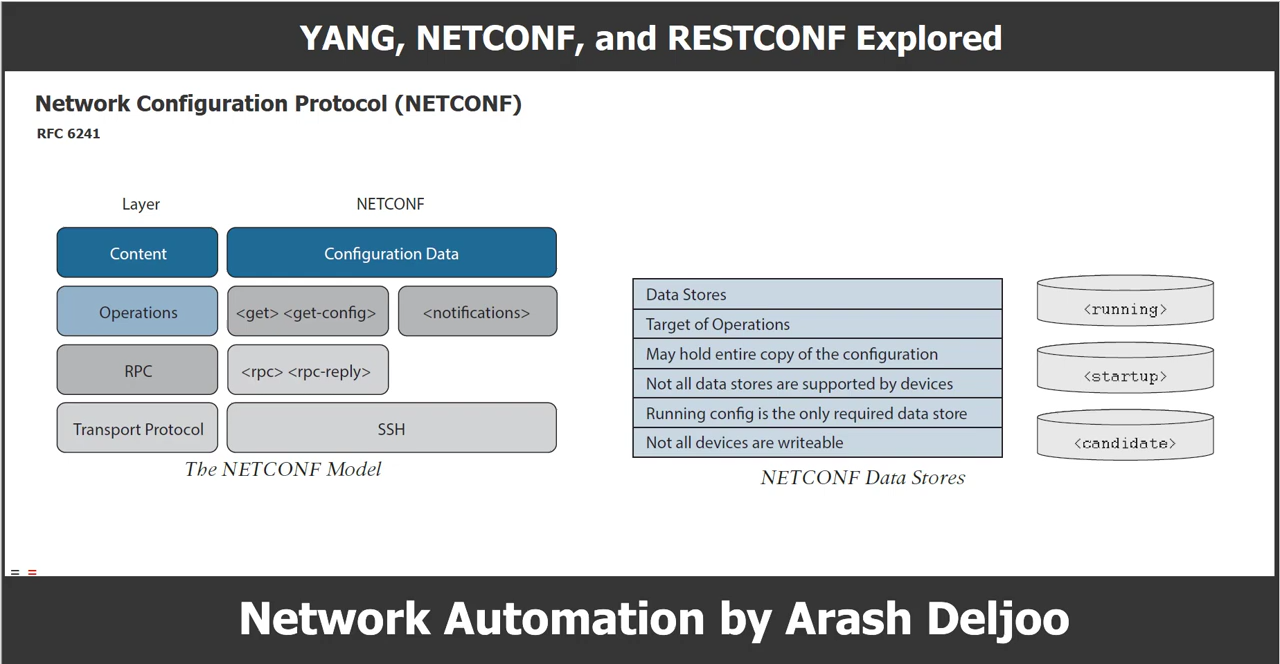 YANG, NETCONF, and RESTCONF Explored
Network Configuration Protocol (NETCONF)
RFC 6241
Layer NETCONF
Content Configuration Data
Operations <get> <get-config> <notifications>
RPC <rpc> <rpc-reply>
Transport Protocol SSH
The NETCONF Model
Data Stores
Target of Operations
May hold entire copy of the configuration
Not all data stores are supported by devices
Running config is the only required data store
Not all devices are writeable
NETCONF Data Stores
<running>
<startup>
<candidate>
Network Automation by Arash Deljoo